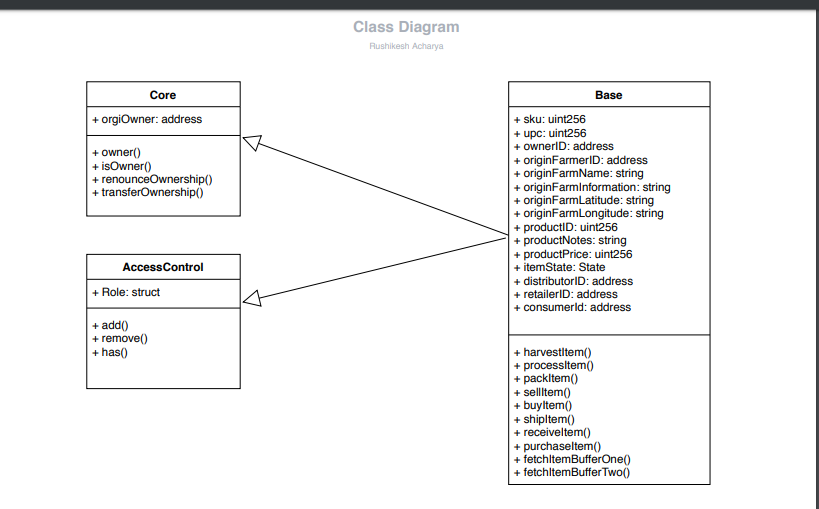 Class Diagram
Rushikesh Acharya
Core
+ orgiOwner: address
+ owner()
+ isOwner()
+ renounceOwnership()
+ transferOwnership()
AccessControl
+ Role: struct
+ add()
+ remove()
+ has()
Base
+ sku: uint256
+ upc: uint256
+ ownerID: address
+ originFarmerID: address
+ originFarmName: string
+ originFarmInformation: string
+ originFarmLatitude: string
+ originFarmLongitude: string
+ productID: uint256
+ productNotes: string
+ productPrice: uint256
+ itemState: State
+ distributorID: address
+ retailerID: address
+ consumerId: address
+ harvestItem()
+ processItem()
+ packItem()
+ sellItem()
+ buyItem()
+ shipItem()
+ receiveItem()
+ purchaseItem()
+ fetchItemBufferOne()
+ fetchItemBufferTwo()